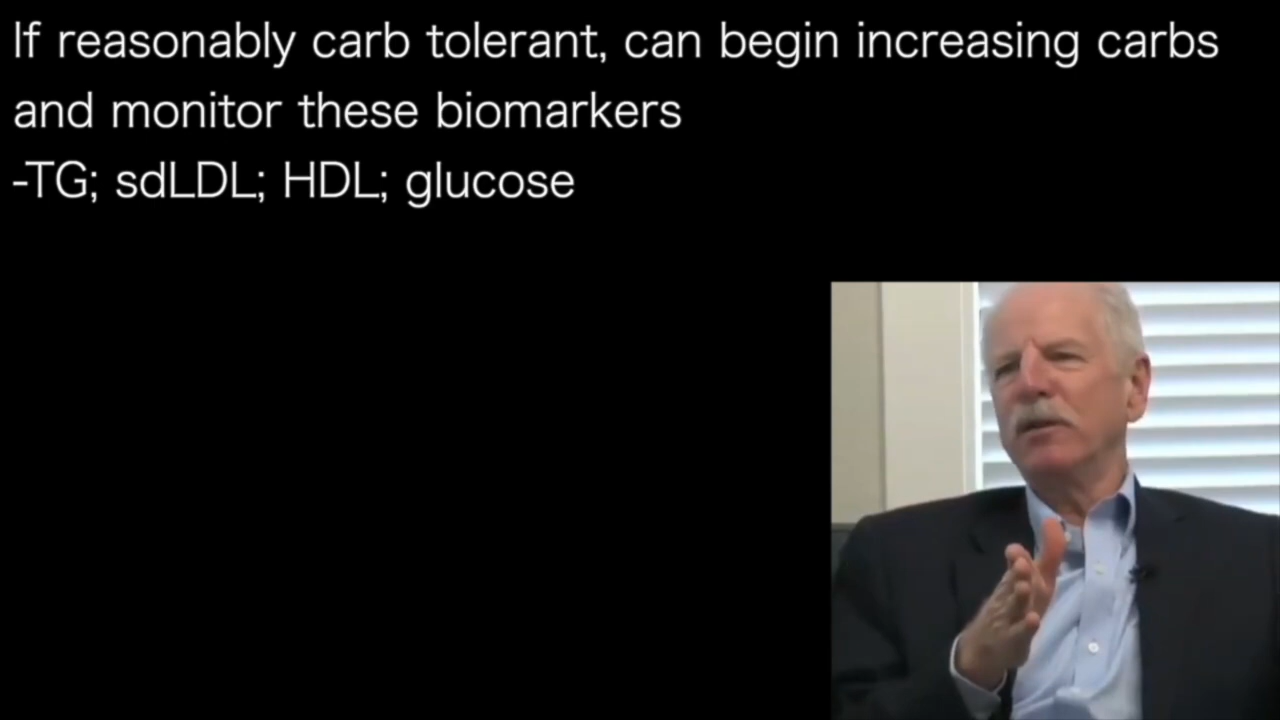 If reasonably carb tolerant, can begin increasing carbs
and monitor these biomarkers
-TG; sdLDL; HDL; glucose